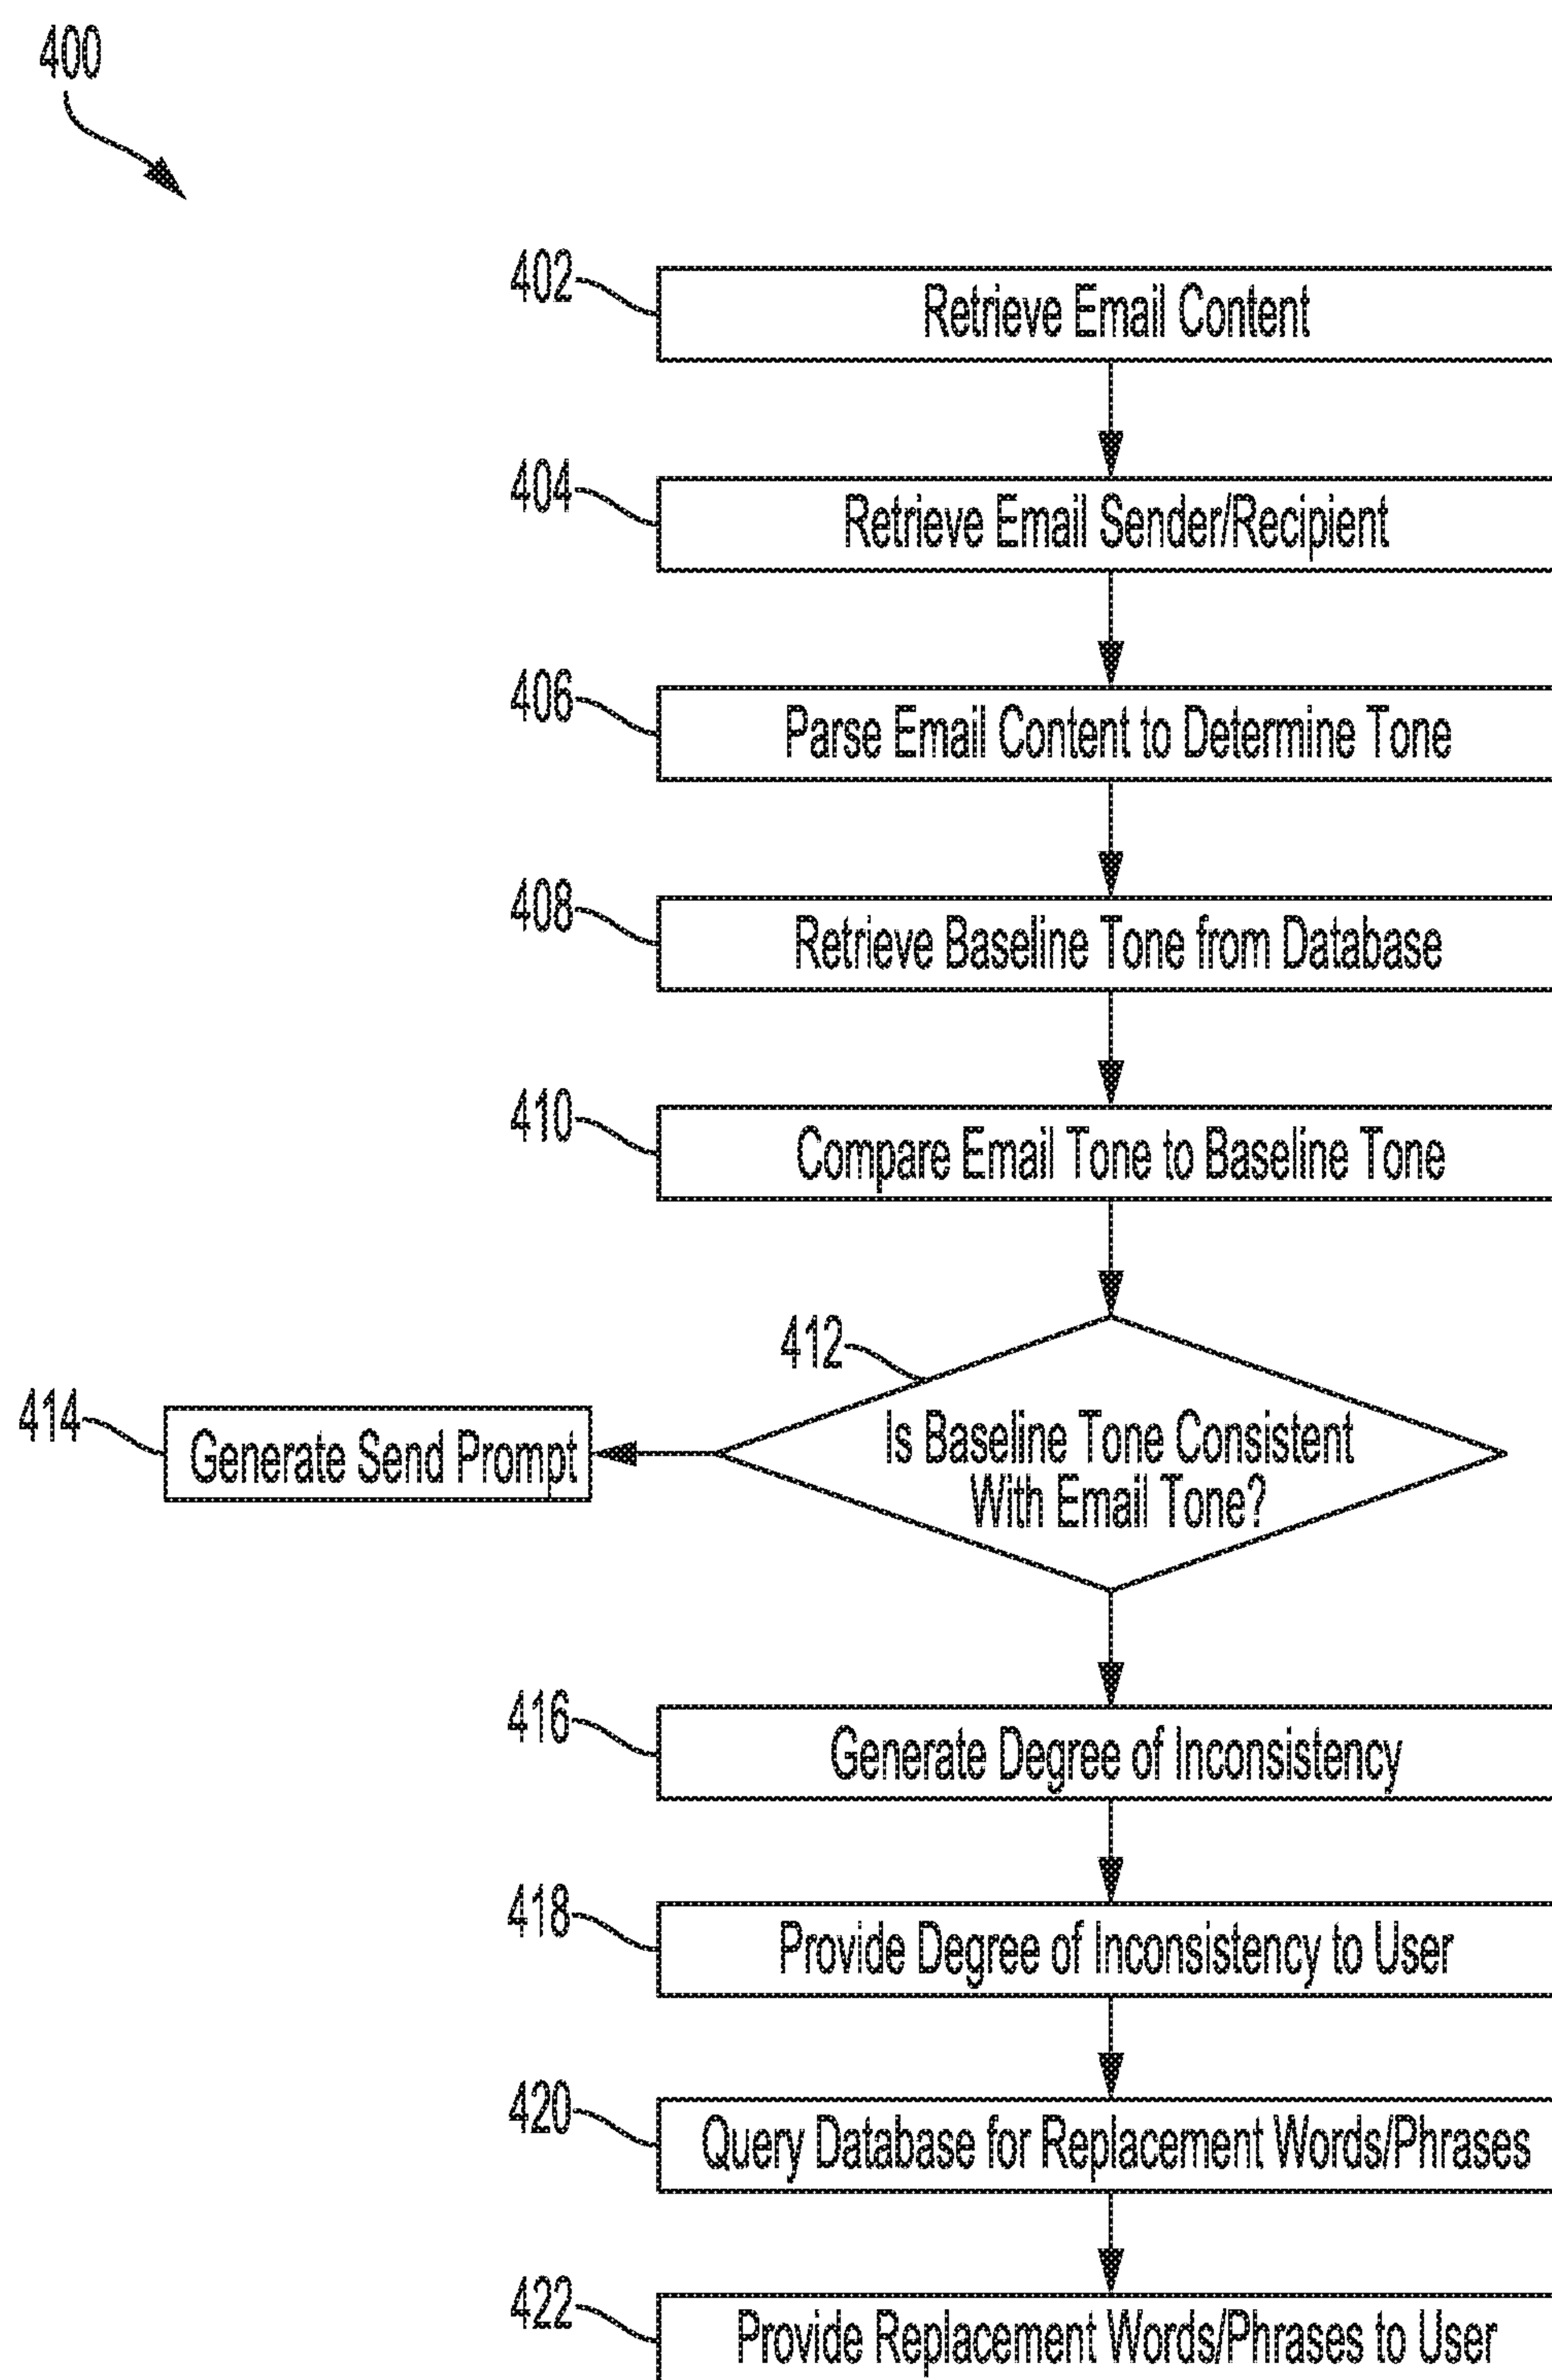 400
402
Retrieve Email Content
404
Retrieve Email Sender/Recipient
406
Parse Email Content to Determine Tone
408
Retrieve Baseline Tone from Database
410
Compare Email Tone to Baseline Tone
412
Is Baseline Tone Consistent
With Email Tone?
414
Generate Send Prompt
416
Generate Degree of Inconsistency
418
Provide Degree of Inconsistency to User
420
Query Database for Replacement Words/Phrases
422
Provide Replacement Words/Phrases to User